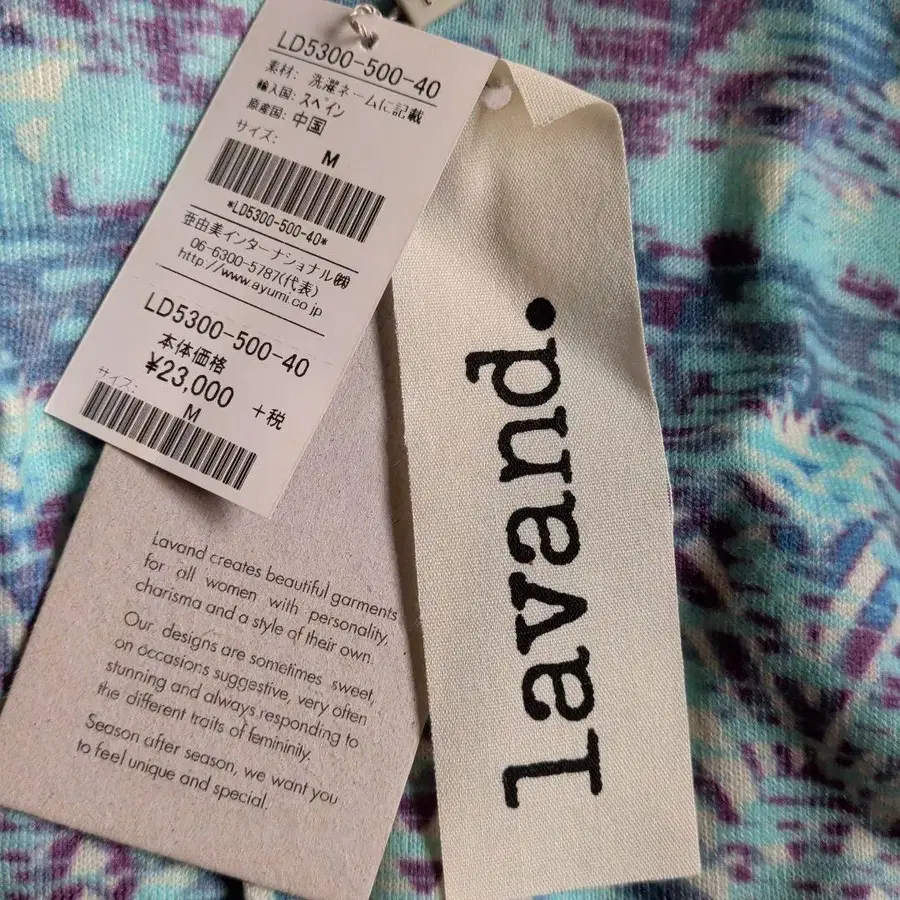 LD5300-500-40
素材: 洗濯ネームに記載
輸入国: スペイン
原産国: 中国
サイズ:
M
*LD5300-500-40*
亜由美インターナショナル㈱
06-6300-5787(代表)
http://www.ayumi.co.jp
LD5300-500-40
本体価格
¥23,000 +税
サイズ:
M
Lavand creates beautiful garments
for all women with personality,
charisma and a style of their own.
Our designs are sometimes sweet,
on occasions suggestive, very often
stunning and always responding to
the different traits of femininity.
Season after season, we want you
to feel unique and special.
lavand.